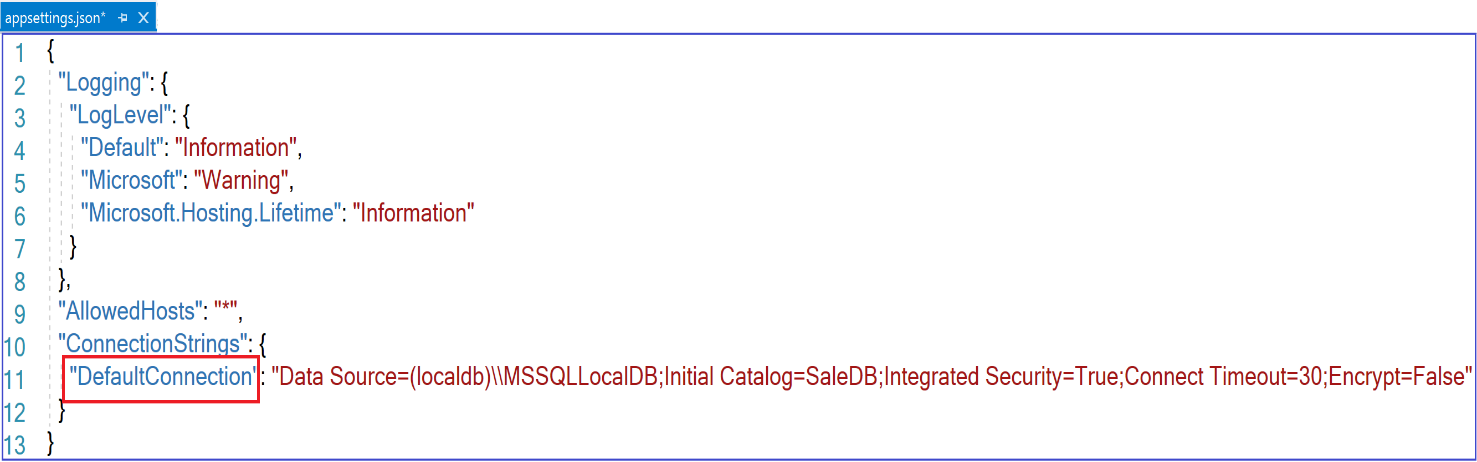 appsettings.json*
1 {
2 "Logging": {
3 "LogLevel": {
4 "Default": "Information",
5 "Microsoft": "Warning",
6 "Microsoft.Hosting.Lifetime": "Information"
7 }
8 },
9 "AllowedHosts": "*",
10 "ConnectionStrings": {
11 "DefaultConnection": "Data Source=(localdb)\\MSSQLLocalDB;Initial Catalog=SaleDB;Integrated Security=True;Connect Timeout=30;Encrypt=False"
12 }
13 }